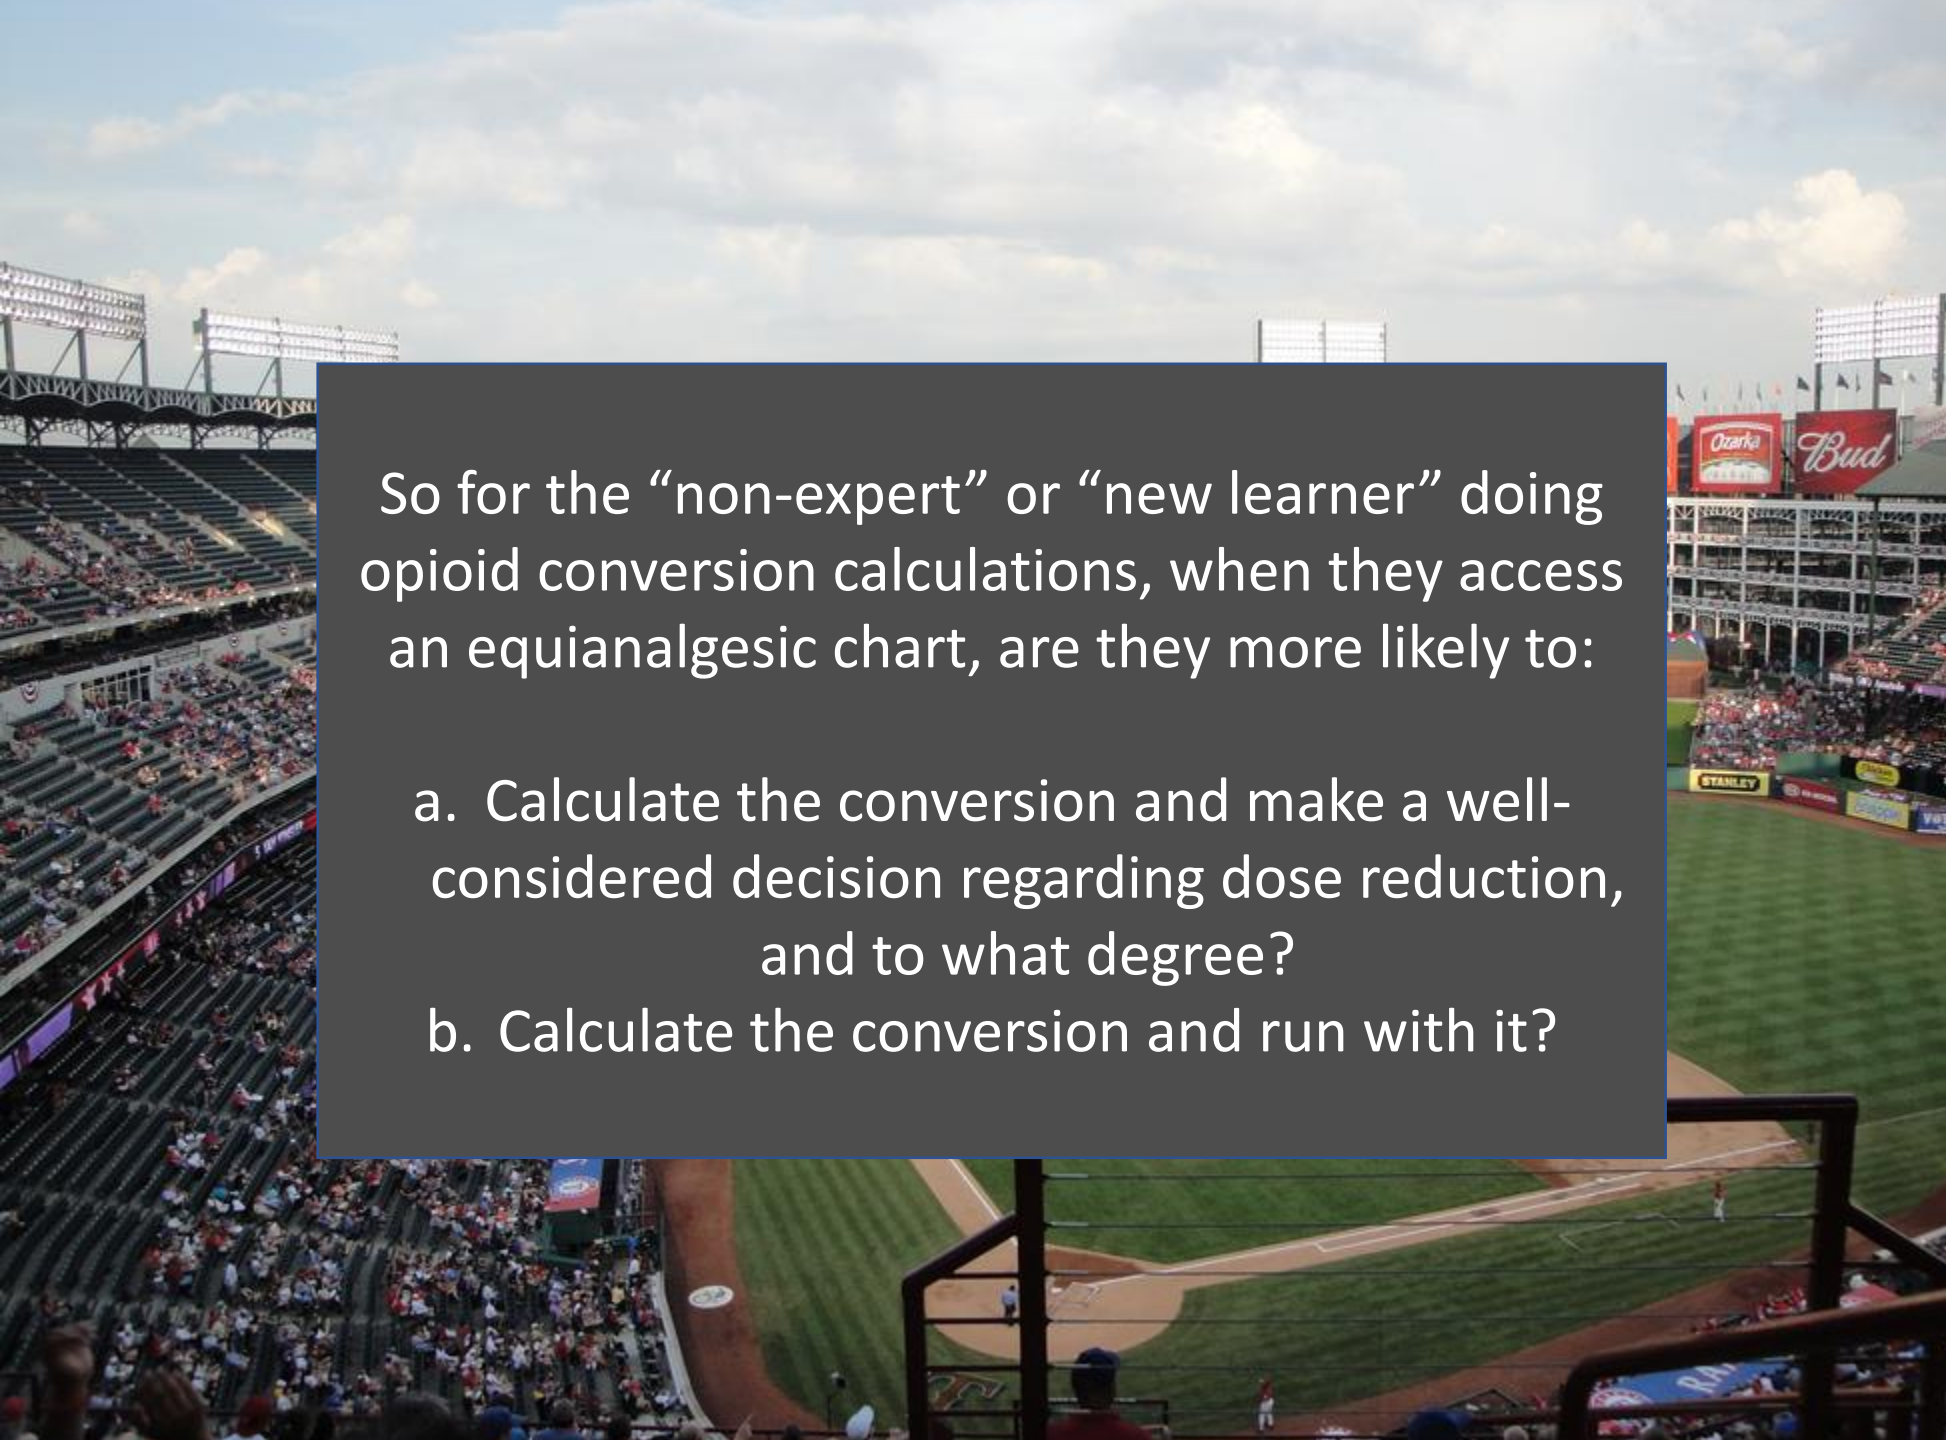 So for the “non-expert” or “new learner” doing
opioid conversion calculations, when they access
an equianalgesic chart, are they more likely to:
a. Calculate the conversion and make a well-
considered decision regarding dose reduction,
and to what degree?
b. Calculate the conversion and run with it?
Ozarka
Bud
STANLEY